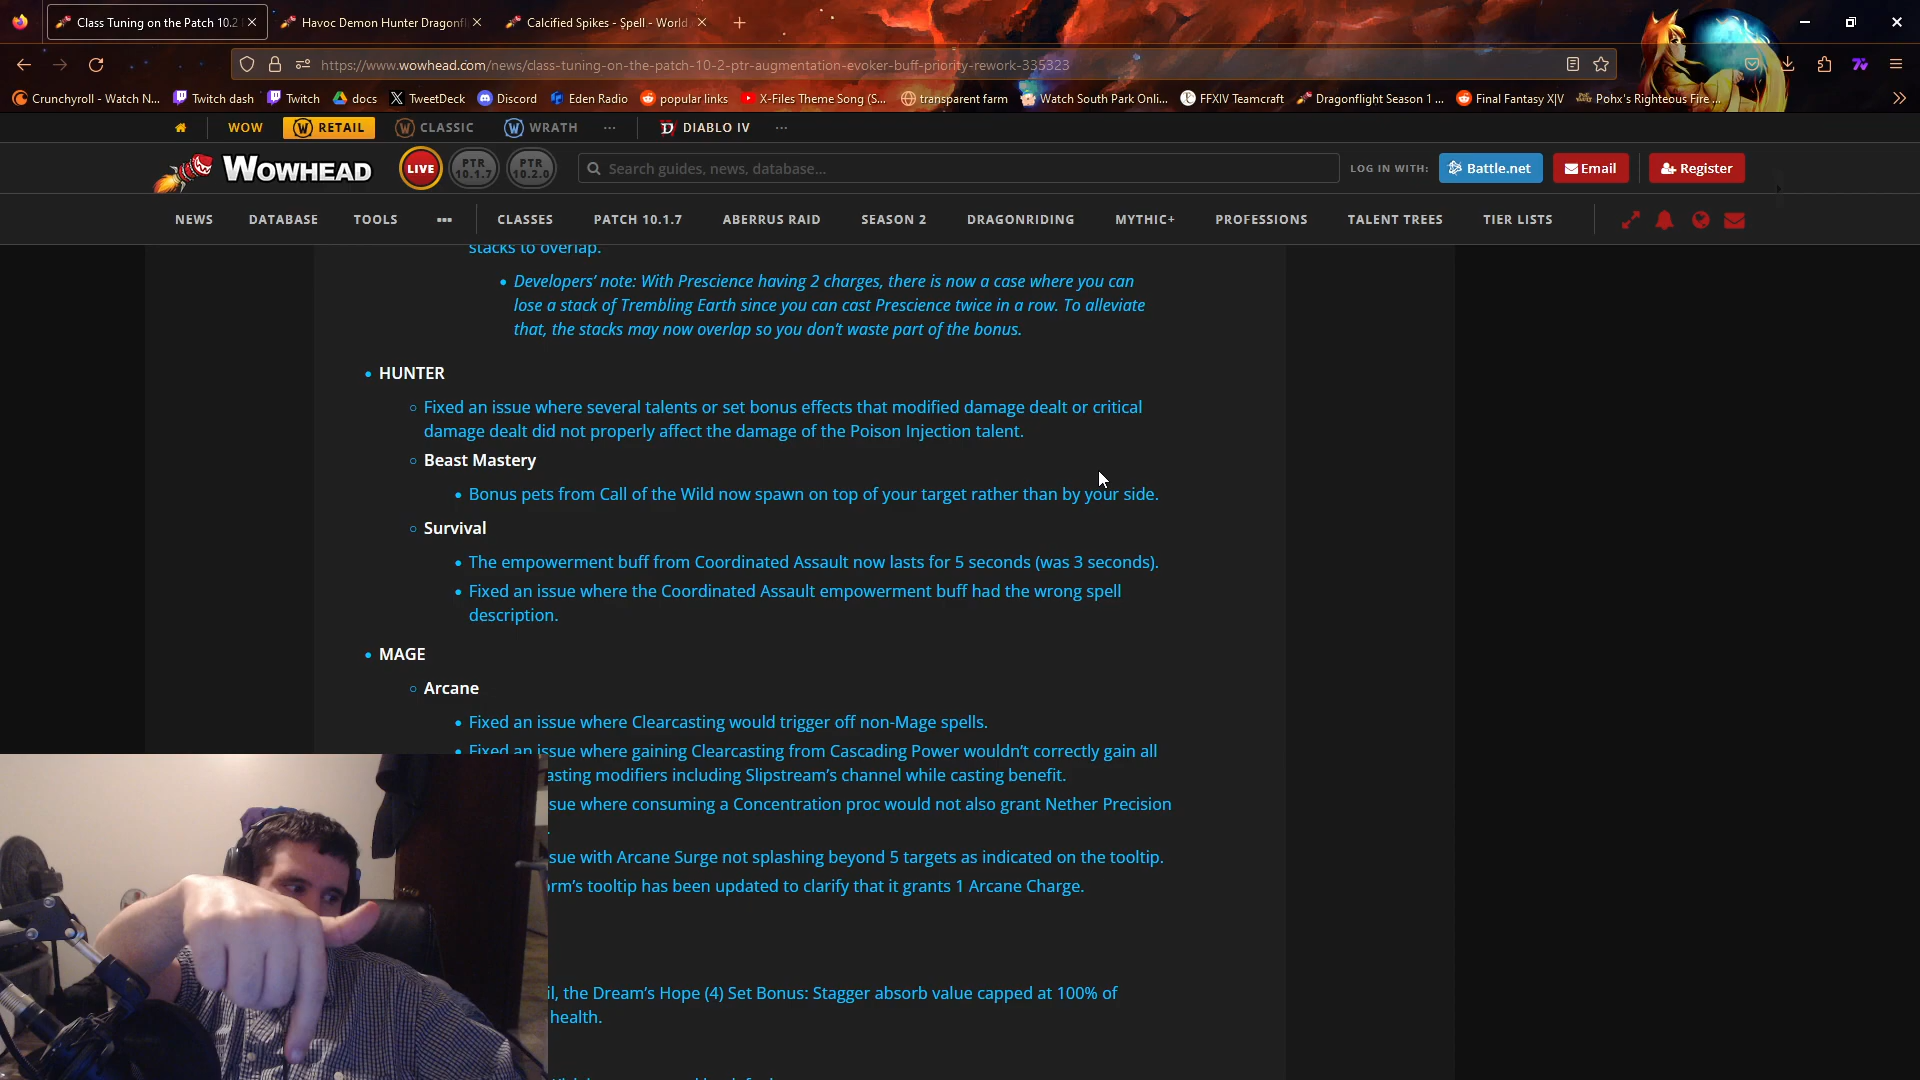 Class Tuning on the Patch 10.2
Havoc Demon Hunter Dragonfl
Calcified Spikes - Spell - World
https://www.wowhead.com/news/class-tuning-on-the-patch-10-2-ptr-augmentation-evoker-buff-priority-rework-335323
Crunchyroll - Watch N... Twitch dash Twitch docs TweetDeck Discord Eden Radio popular links X-Files Theme Song (S... transparent farm Watch South Park Onli... FFXIV Teamcraft Dragonflight Season 1 ... Final Fantasy X|V Pohx's Righteous Fire ...
WOW RETAIL CLASSIC WRATH ... DIABLO IV ...
WOWHEAD LIVE PTR 10.1.7 PTR 10.2.0 Search guides, news, database... LOG IN WITH: Battle.net Email Register
NEWS DATABASE TOOLS ... CLASSES PATCH 10.1.7 ABERRUS RAID SEASON 2 DRAGONRIDING MYTHIC+ PROFESSIONS TALENT TREES TIER LISTS
stacks to overlap.
Developers' note: With Prescience having 2 charges, there is now a case where you can
lose a stack of Trembling Earth since you can cast Prescience twice in a row. To alleviate
that, the stacks may now overlap so you don't waste part of the bonus.
HUNTER
Fixed an issue where several talents or set bonus effects that modified damage dealt or critical
damage dealt did not properly affect the damage of the Poison Injection talent.
Beast Mastery
Bonus pets from Call of the Wild now spawn on top of your target rather than by your side.
Survival
The empowerment buff from Coordinated Assault now lasts for 5 seconds (was 3 seconds).
Fixed an issue where the Coordinated Assault empowerment buff had the wrong spell
description.
MAGE
Arcane
Fixed an issue where Clearcasting would trigger off non-Mage spells.
Fixed an issue where gaining Clearcasting from Cascading Power wouldn't correctly gain all
asting modifiers including Slipstream's channel while casting benefit.
sue where consuming a Concentration proc would not also grant Nether Precision
sue with Arcane Surge not splashing beyond 5 targets as indicated on the tooltip.
rm's tooltip has been updated to clarify that it grants 1 Arcane Charge.
il, the Dream's Hope (4) Set Bonus: Stagger absorb value capped at 100% of
health.